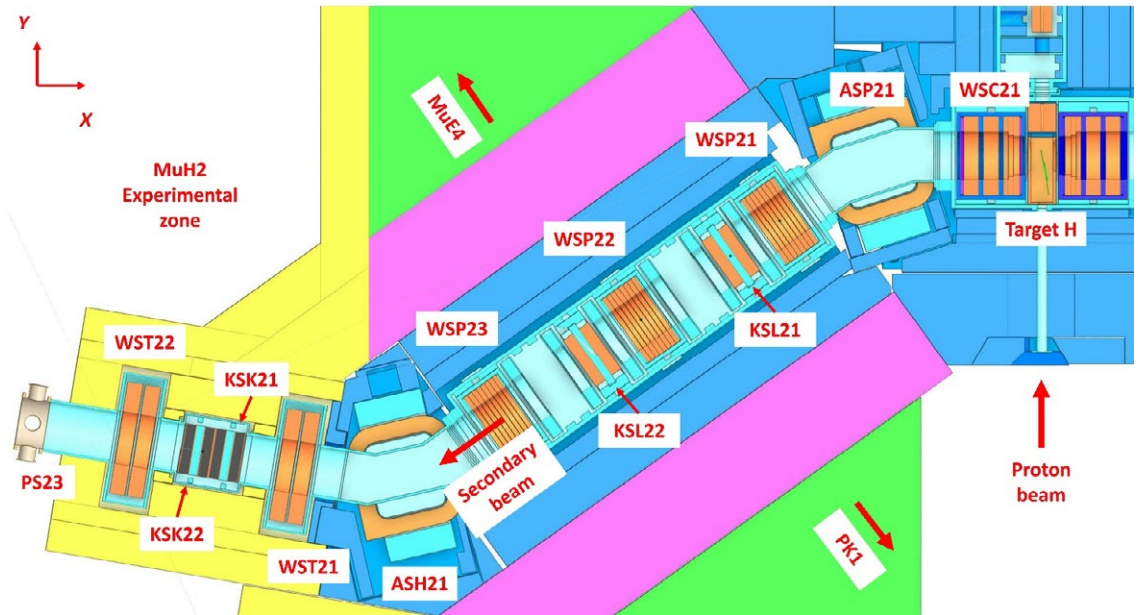 Y
X
MuH2
Experimental
zone
MuE4
ASP21
WSC21
WSP21
WSP22
WSP23
Target H
KSL21
KSL22
WST22
KSK21
PS23
KSK22
WST21
ASH21
Secondary
beam
Proton
beam
PK1